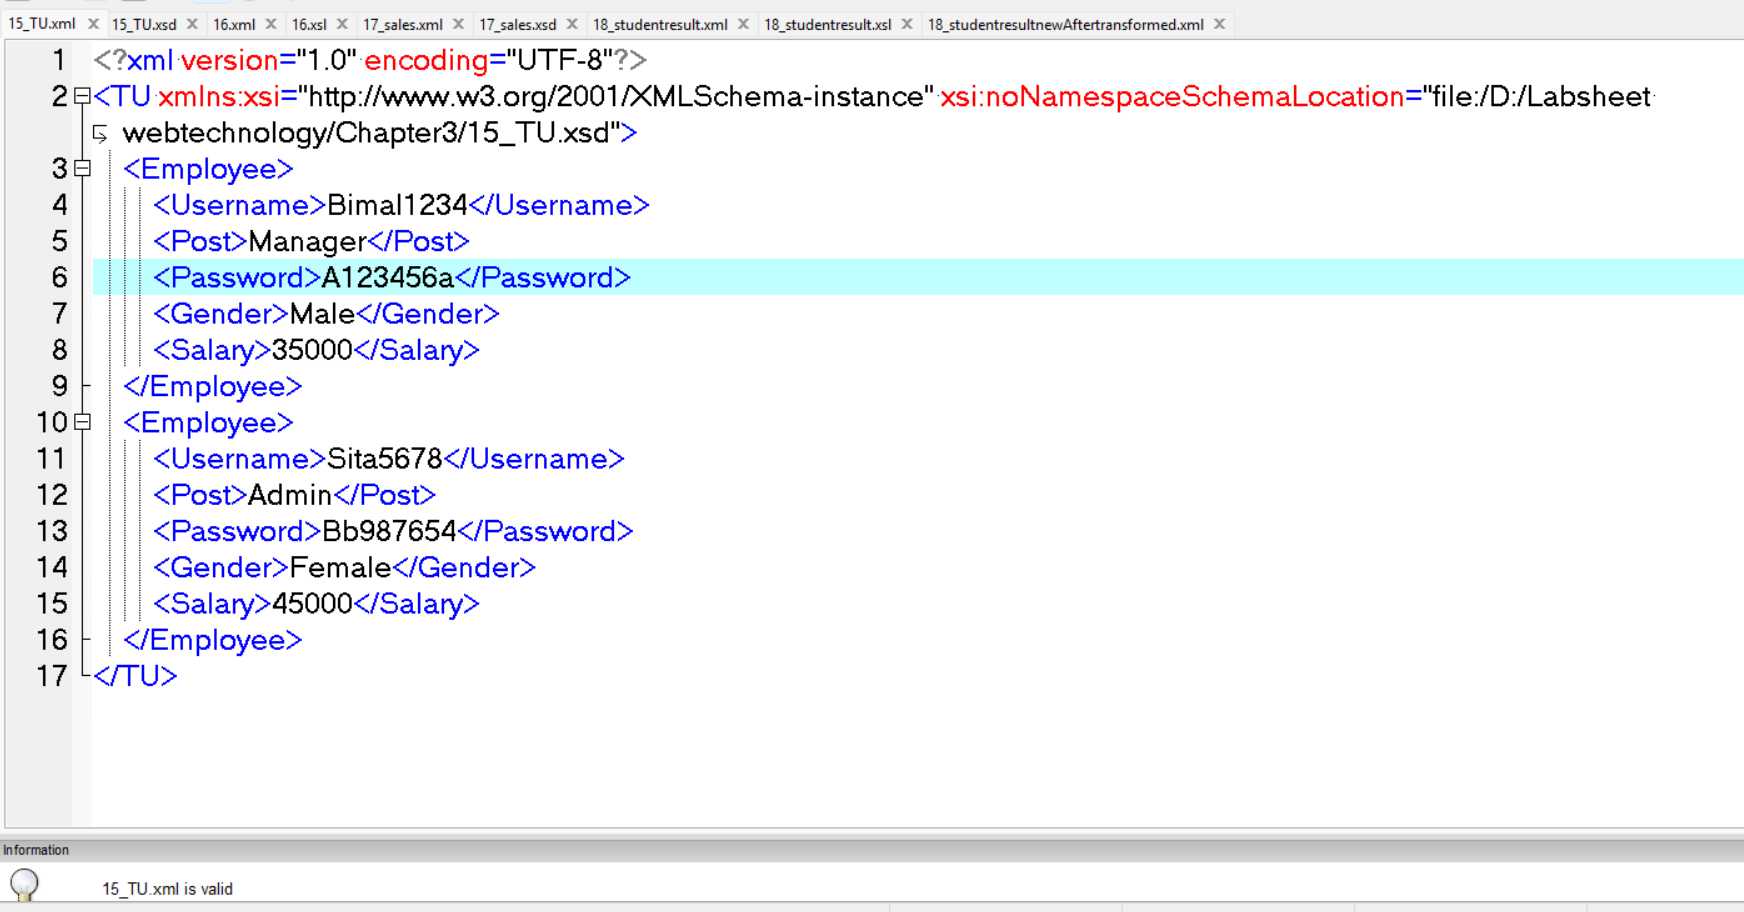 15_TU.xml × 15_TU.xsd × 16.xml × 16.xsl × 17_sales.xml × 17_sales.xsd × 18_studentresult.xml × 18_studentresult.xsl × 18_studentresultnewAftertransformed.xml ×
1 <?xml version="1.0" encoding="UTF-8"?>
2 <TU xmlns:xsi="http://www.w3.org/2001/XMLSchema-instance" xsi:noNamespaceSchemaLocation="file:/D:/Labsheet
webtechnology/Chapter3/15_TU.xsd">
3 <Employee>
4 <Username>Bimal1234</Username>
5 <Post>Manager</Post>
6 <Password>A123456a</Password>
7 <Gender>Male</Gender>
8 <Salary>35000</Salary>
9 </Employee>
10 <Employee>
11 <Username>Sita5678</Username>
12 <Post>Admin</Post>
13 <Password>Bb987654</Password>
14 <Gender>Female</Gender>
15 <Salary>45000</Salary>
16 </Employee>
17 </TU>
Information
15_TU.xml is valid